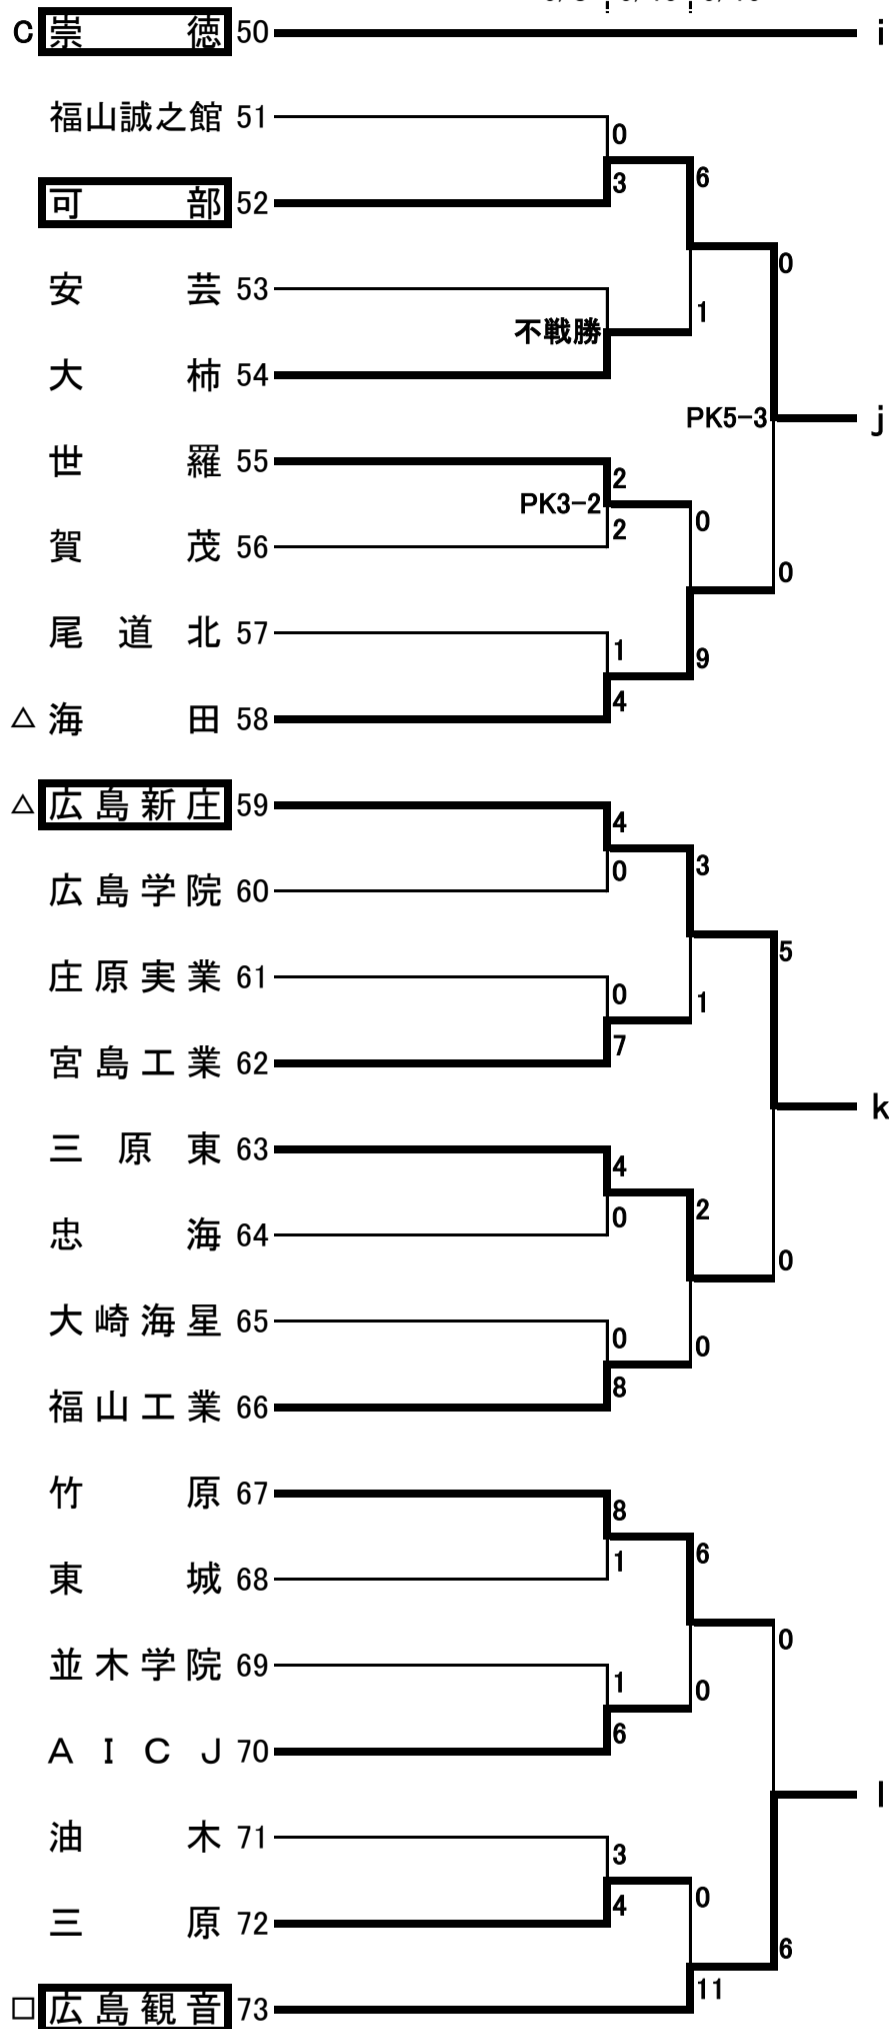 C 崇徳 50 i
福山誠之館 51
0
可部 52
3
6
0
安芸 53
不戦勝
1
大柿 54
PK5-3
j
世羅 55
2
PK3-2
0
賀茂 56
2
0
尾道北 57
1
9
△ 海田 58
4
△ 広島新庄 59
4
3
広島学院 60
0
5
庄原実業 61
0
1
宮島工業 62
7
k
三原東 63
4
2
忠海 64
0
0
大崎海星 65
0
0
福山工業 66
8
竹原 67
8
6
東城 68
1
0
並木学院 69
1
0
AICJ 70
6
l
油木 71
3
0
三原 72
4
6
11
□ 広島観音 73